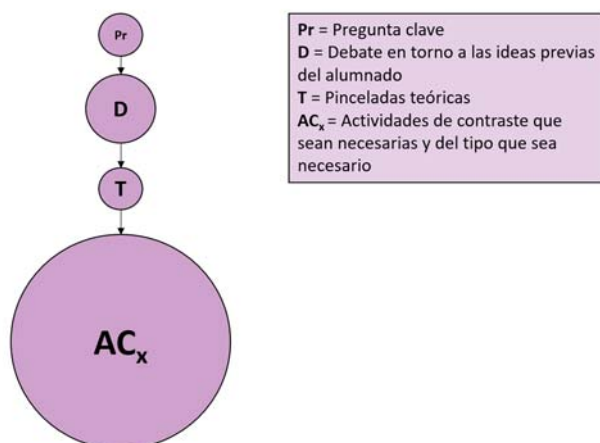 Pr
D
T
ACx
Pr = Pregunta clave
D = Debate en torno a las ideas previas
del alumnado
T = Pinceladas teóricas
ACx = Actividades de contraste que
sean necesarias y del tipo que sea
necesario